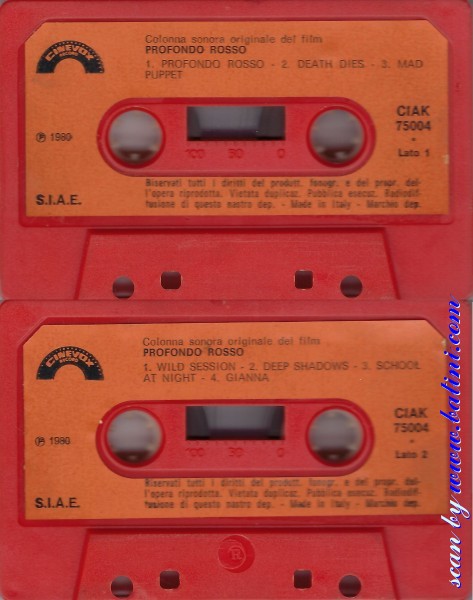 CINEVOX
Colonna sonora originale del film
PROFONDO ROSSO
1. PROFONDO ROSSO - 2. DEATH DIES - 3. MAD
PUPPET
CIAK
75004
℗ 1980
Lato 1
100 50 0
S.I.A.E.
Riservati tutti i diritti del produtt. fonogr. e del propr. del-
l'opera riprodotta. Vietata duplicaz. Pubblica esecuz. Radiodif-
fusione di questo nastro dep. - Made in Italy - Marchio dep.
CINEVOX
RECORD
Colonna sonora originale del film
PROFONDO ROSSO
1. WILD SESSION - 2. DEEP SHADOWS - 3. SCHOOL
AT NIGHT - 4. GIANNA
CIAK
75004
℗ 1980
Lato 2
100 50 0
S.I.A.E.
Riservati tutti i diritti del produtt. fonogr. e del propr. del-
l'opera riprodotta. Vietata duplicaz. Pubblica esecuz. Radiodif-
fusione di questo nastro dep. - Made in Italy - Marchio dep.
scan by www.batini.com